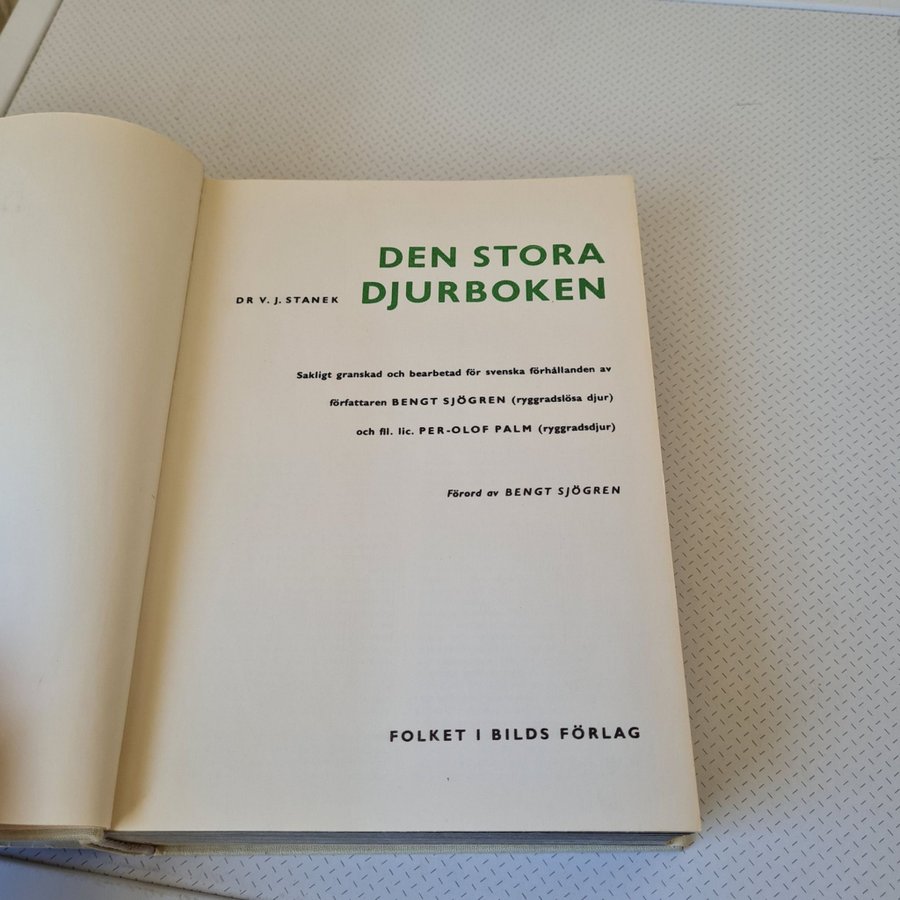 DEN STORA
DR V. J. STANEK DJURBOKEN
Sakligt granskad och bearbetad för svenska förhållanden av
författaren BENGT SJÖGREN (ryggradslösa djur)
och fil. lic. PER-OLOF PALM (ryggradsdjur)
Förord av BENGT SJÖGREN
FOLKET I BILDS FÖRLAG